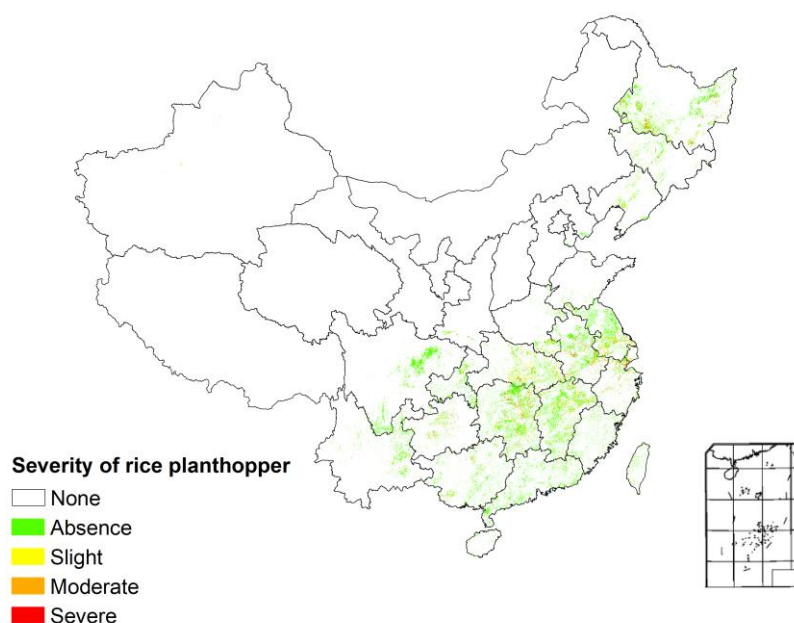 Severity of rice planthopper
None
Absence
Slight
Moderate
Severe